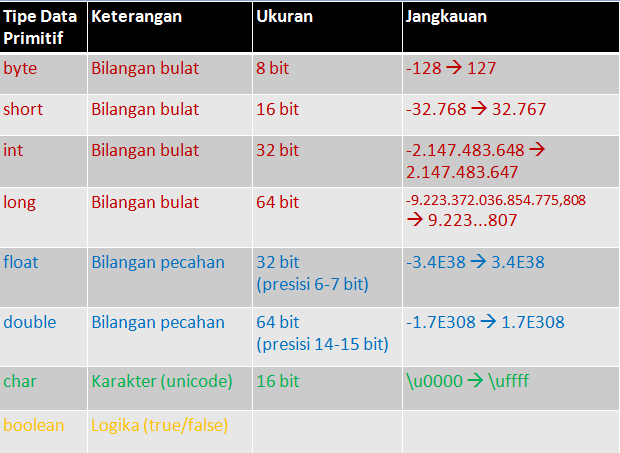 Tipe Data Primitif Keterangan Ukuran Jangkauan
byte Bilangan bulat 8 bit -128 → 127
short Bilangan bulat 16 bit -32.768 → 32.767
int Bilangan bulat 32 bit -2.147.483.648 →
2.147.483.647
long Bilangan bulat 64 bit -9.223.372.036.854.775,808
→ 9.223...807
float Bilangan pecahan 32 bit -3.4E38 → 3.4E38
(presisi 6-7 bit)
double Bilangan pecahan 64 bit -1.7E308 → 1.7E308
(presisi 14-15 bit)
char Karakter (unicode) 16 bit \u0000 → \uffff
boolean Logika (true/false)